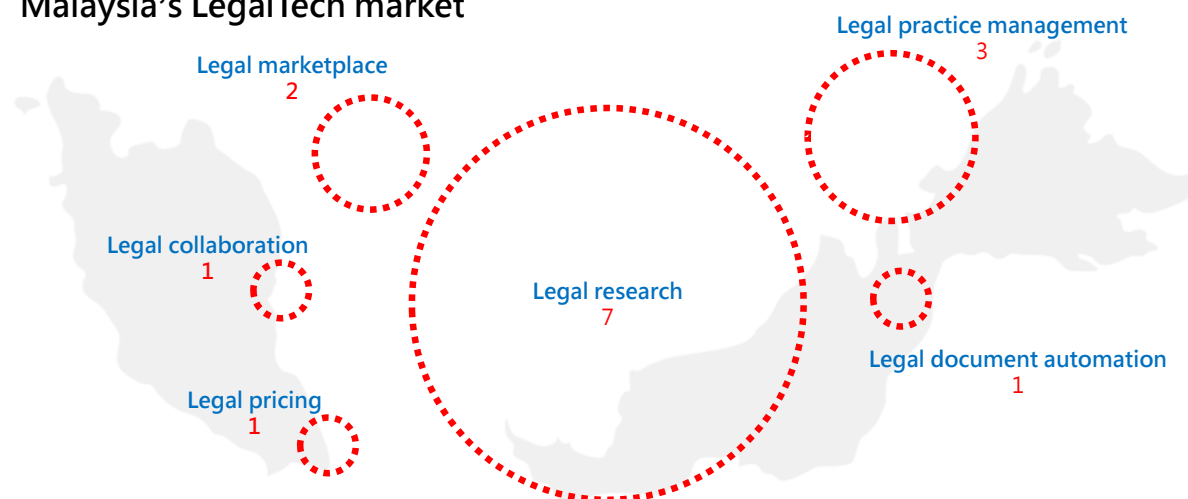 Malaysia's LegalTech market
Legal practice management
3
Legal marketplace
2
Legal collaboration
1
Legal research
7
Legal document automation
1
Legal pricing
1